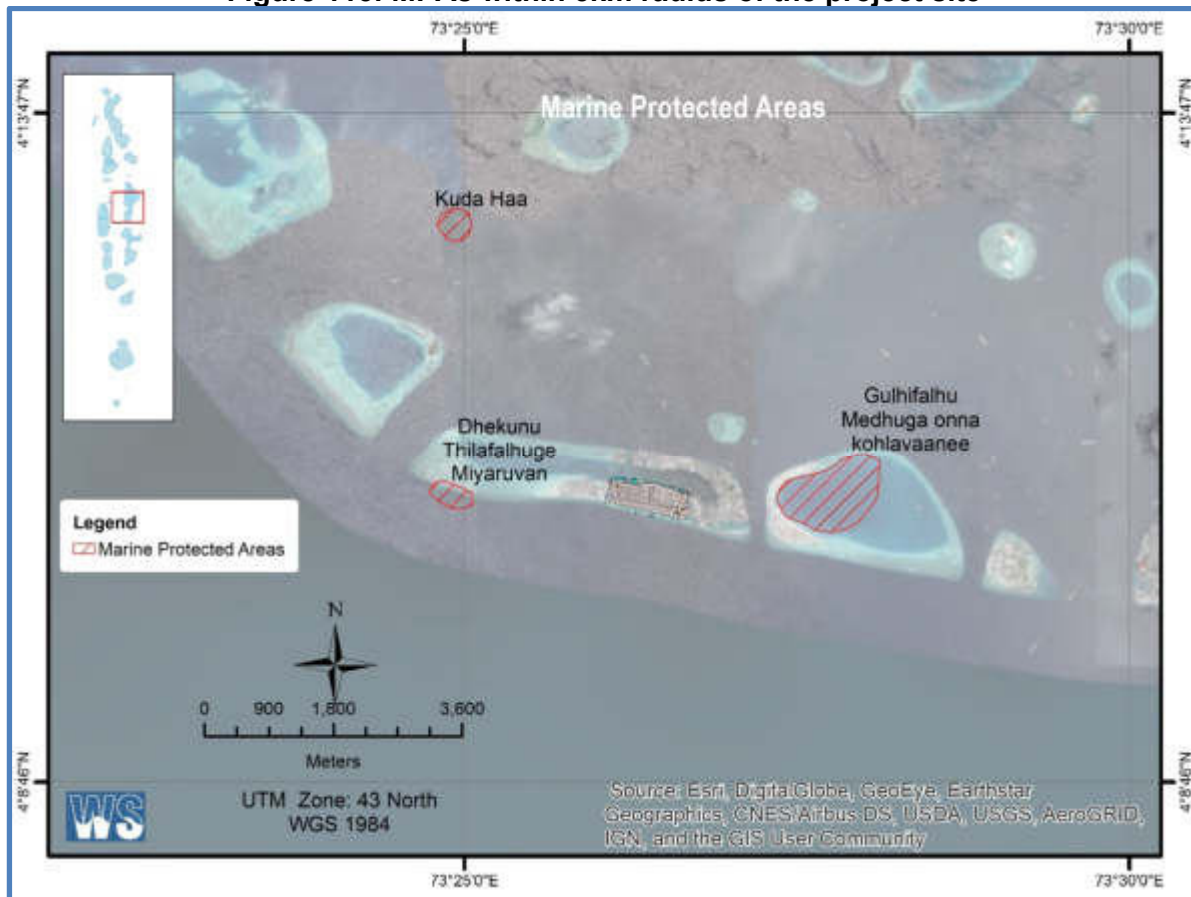 73°25'0"E
73°30'0"E
4°13'47"N
4°13'47"N
Marine Protected Areas
Kuda Haa
Gulhifalhu
Medhuga onna
kohlavaanee
Dhekunu
Thilafalhuge
Miyaruvan
Legend
Marine Protected Areas
N
0 900 1,800 3,600
Meters
4°8'46"N
4°8'46"N
WS
UTM Zone: 43 North
WGS 1984
Source: Esri, DigitalGlobe, GeoEye, Earthstar
Geographics, CNES/Airbus DS, USDA, USGS, AeroGRID,
IGN, and the GIS User Community
73°25'0"E
73°30'0"E